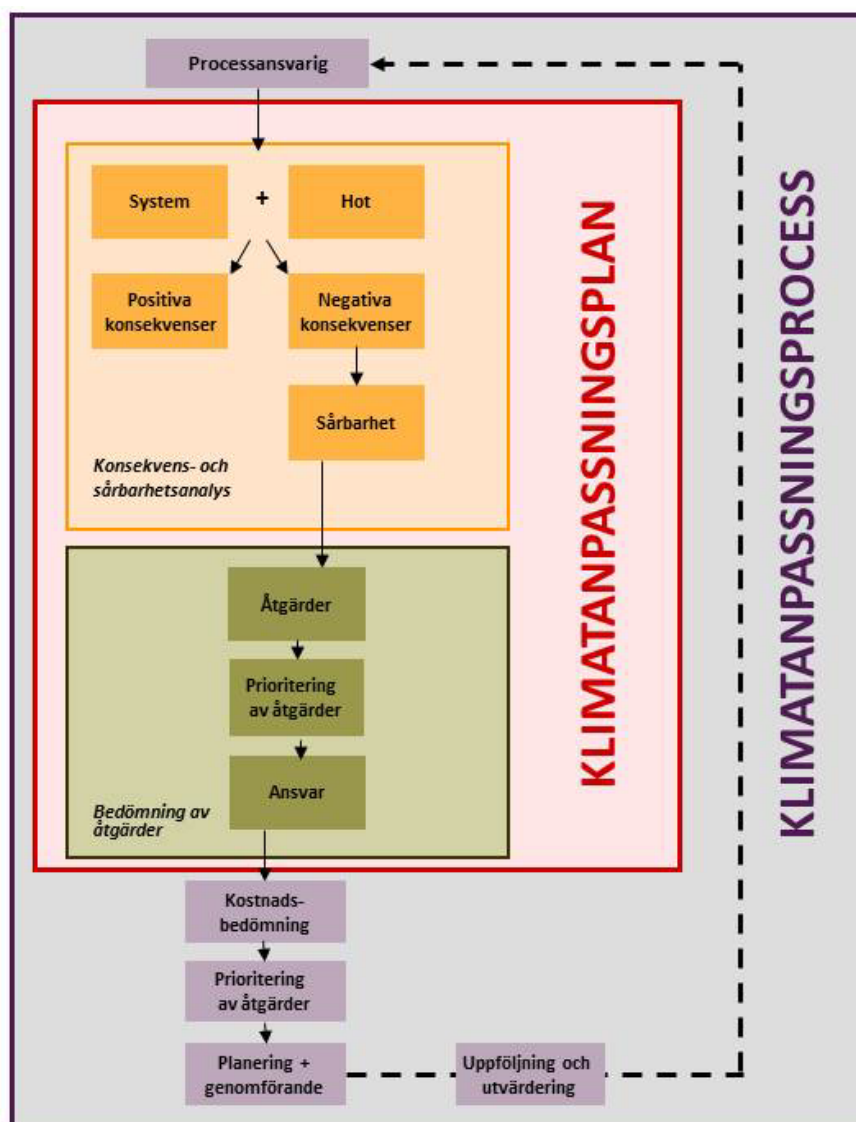 Processansvarig
System
+
Hot
Positiva
konsekvenser
Negativa
konsekvenser
Sårbarhet
Konsekvens- och
sårbarhetsanalys
Åtgärder
Prioritering
av åtgärder
Ansvar
Bedömning av
åtgärder
KLIMATANPASSNINGSPLAN
Kostnads-
bedömning
Prioritering
av åtgärder
Planering +
genomförande
Uppföljning och
utvärdering
KLIMATANPASSNINGSPROCESS